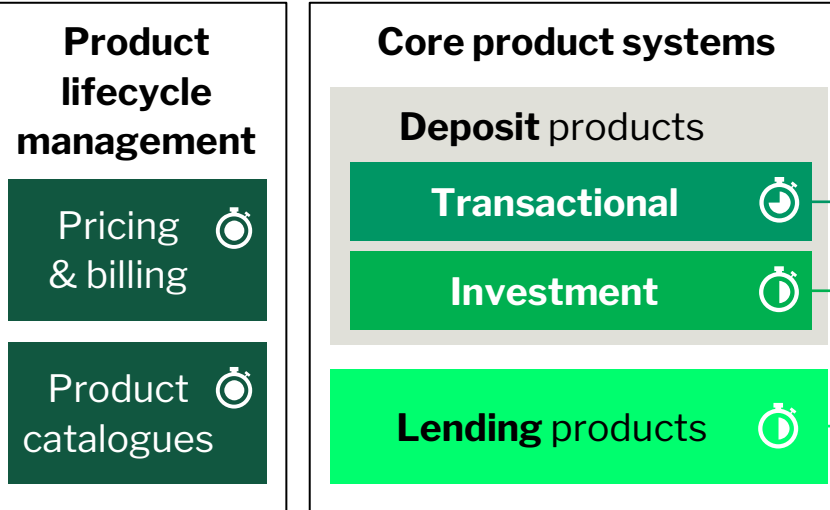 Product
lifecycle
management
Pricing
& billing
Product
catalogues
Core product systems
Deposit products
Transactional
Investment
Lending products